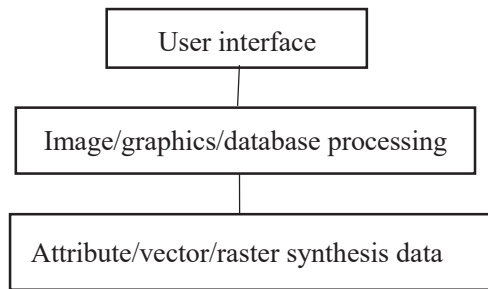 User interface
Image/graphics/database processing
Attribute/vector/raster synthesis data